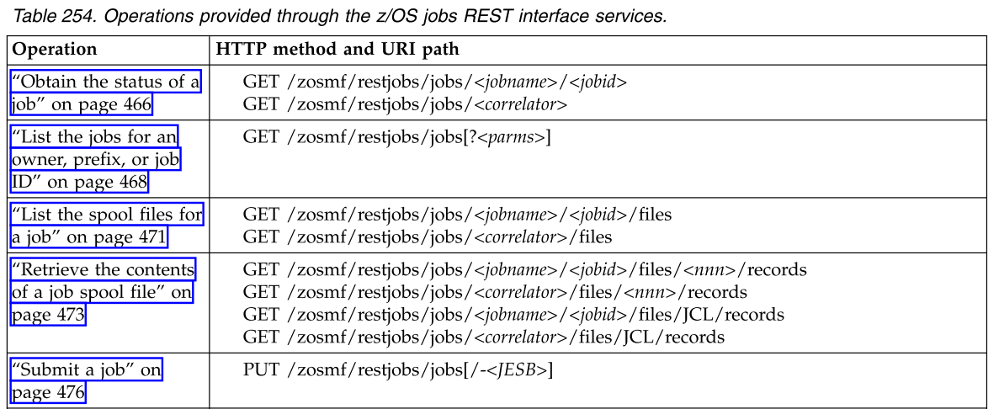 Table 254. Operations provided through the z/OS jobs REST interface services.
Operation HTTP method and URI path
“Obtain the status of a
job” on page 466
GET /zosmf/restjobs/jobs/<jobname>/<jobid>
GET /zosmf/restjobs/jobs/<correlator>
“List the jobs for an
owner, prefix, or job
ID” on page 468
GET /zosmf/restjobs/jobs[?<parms>]
“List the spool files for
a job” on page 471
GET /zosmf/restjobs/jobs/<jobname>/<jobid>/files
GET /zosmf/restjobs/jobs/<correlator>/files
“Retrieve the contents
of a job spool file” on
page 473
GET /zosmf/restjobs/jobs/<jobname>/<jobid>/files/<nnn>/records
GET /zosmf/restjobs/jobs/<correlator>/files/<nnn>/records
GET /zosmf/restjobs/jobs/<jobname>/<jobid>/files/JCL/records
GET /zosmf/restjobs/jobs/<correlator>/files/JCL/records
“Submit a job” on
page 476
PUT /zosmf/restjobs/jobs[/-<JESB>]